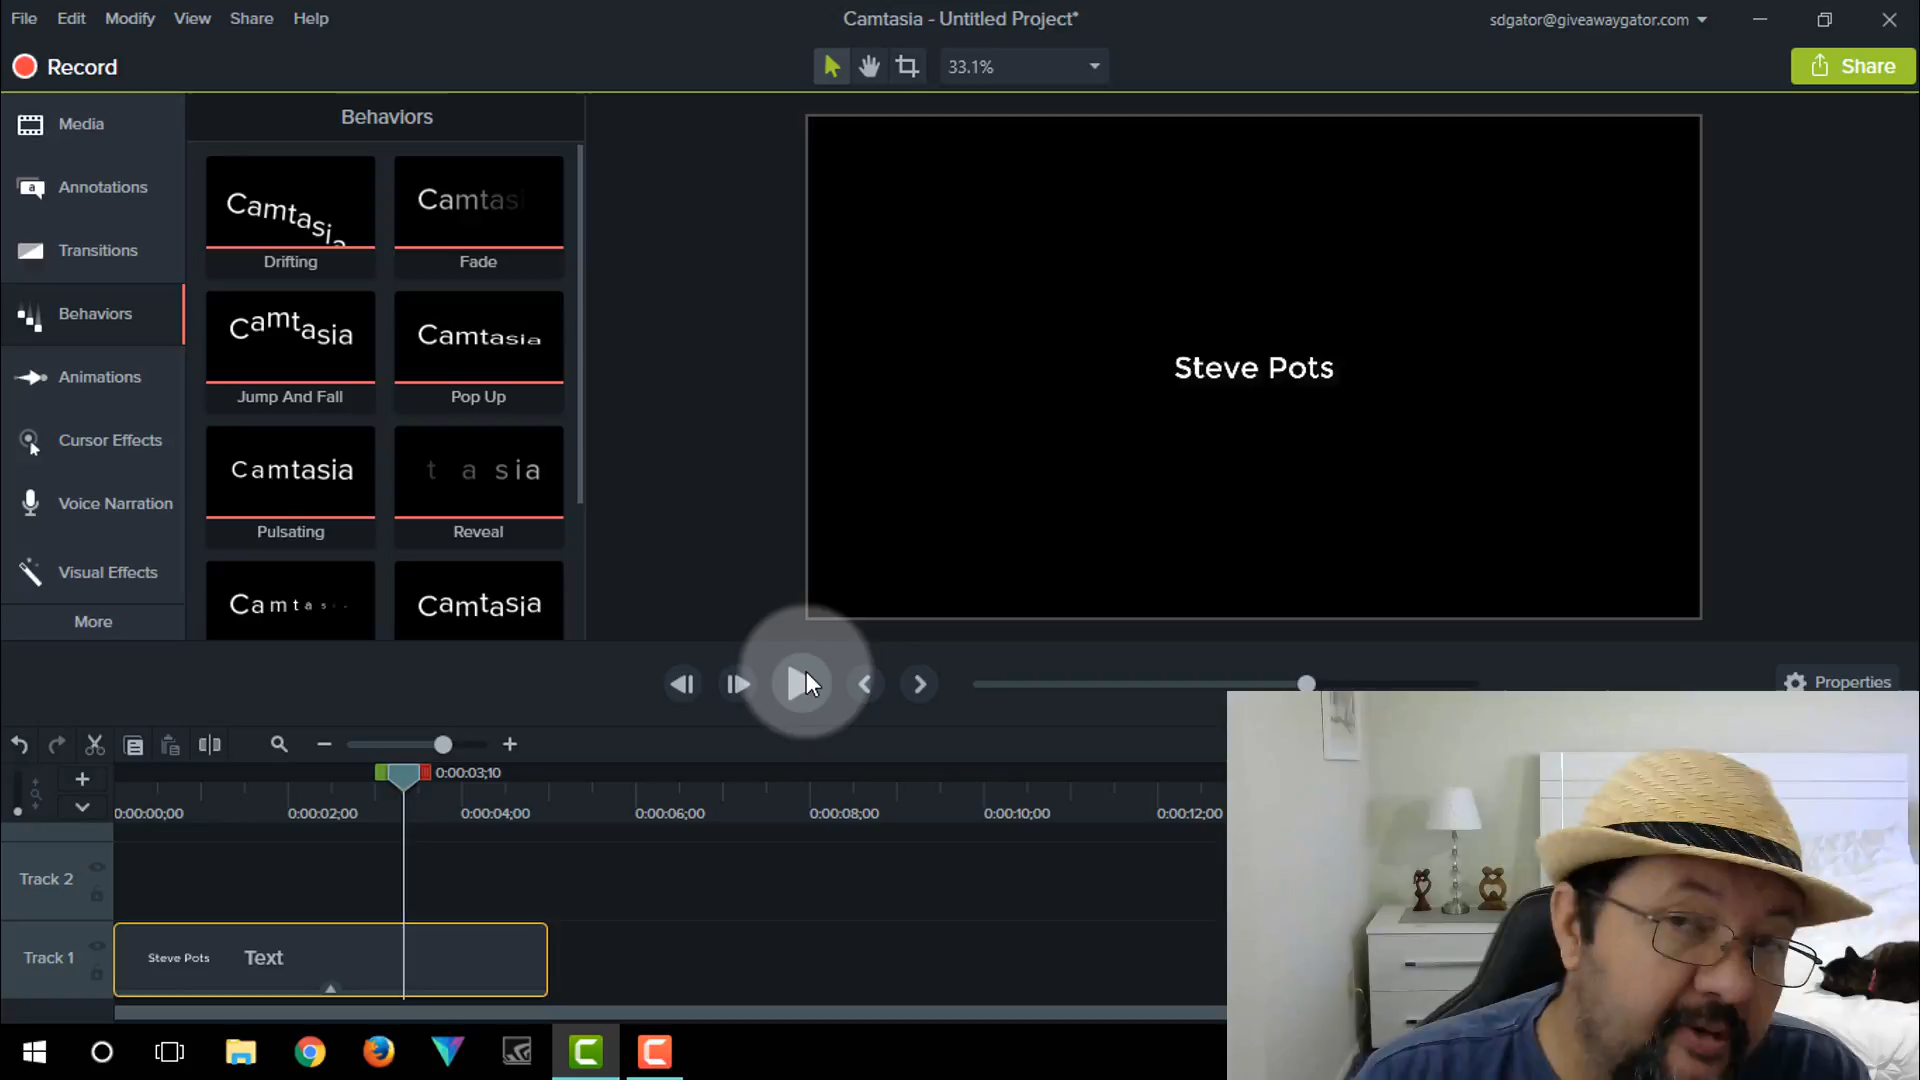 File Edit Modify View Share Help
Camtasia - Untitled Project*
sdgator@giveawaygator.com
Record
33.1%
Share
Media
Annotations
Transitions
Behaviors
Animations
Cursor Effects
Voice Narration
Visual Effects
More
Behaviors
Camtasia
Drifting
Camtasi
Fade
Camtasia
Jump And Fall
Camtasia
Pop Up
Camtasia
Pulsating
t a sia
Reveal
Camtas
Camtasia
Steve Pots
Properties
0:00:03;10
0:00:00;00 0:00:02;00 0:00:04;00 0:00:06;00 0:00:08;00 0:00:10;00 0:00:12;00
Track 2
Track 1
Steve Pots Text